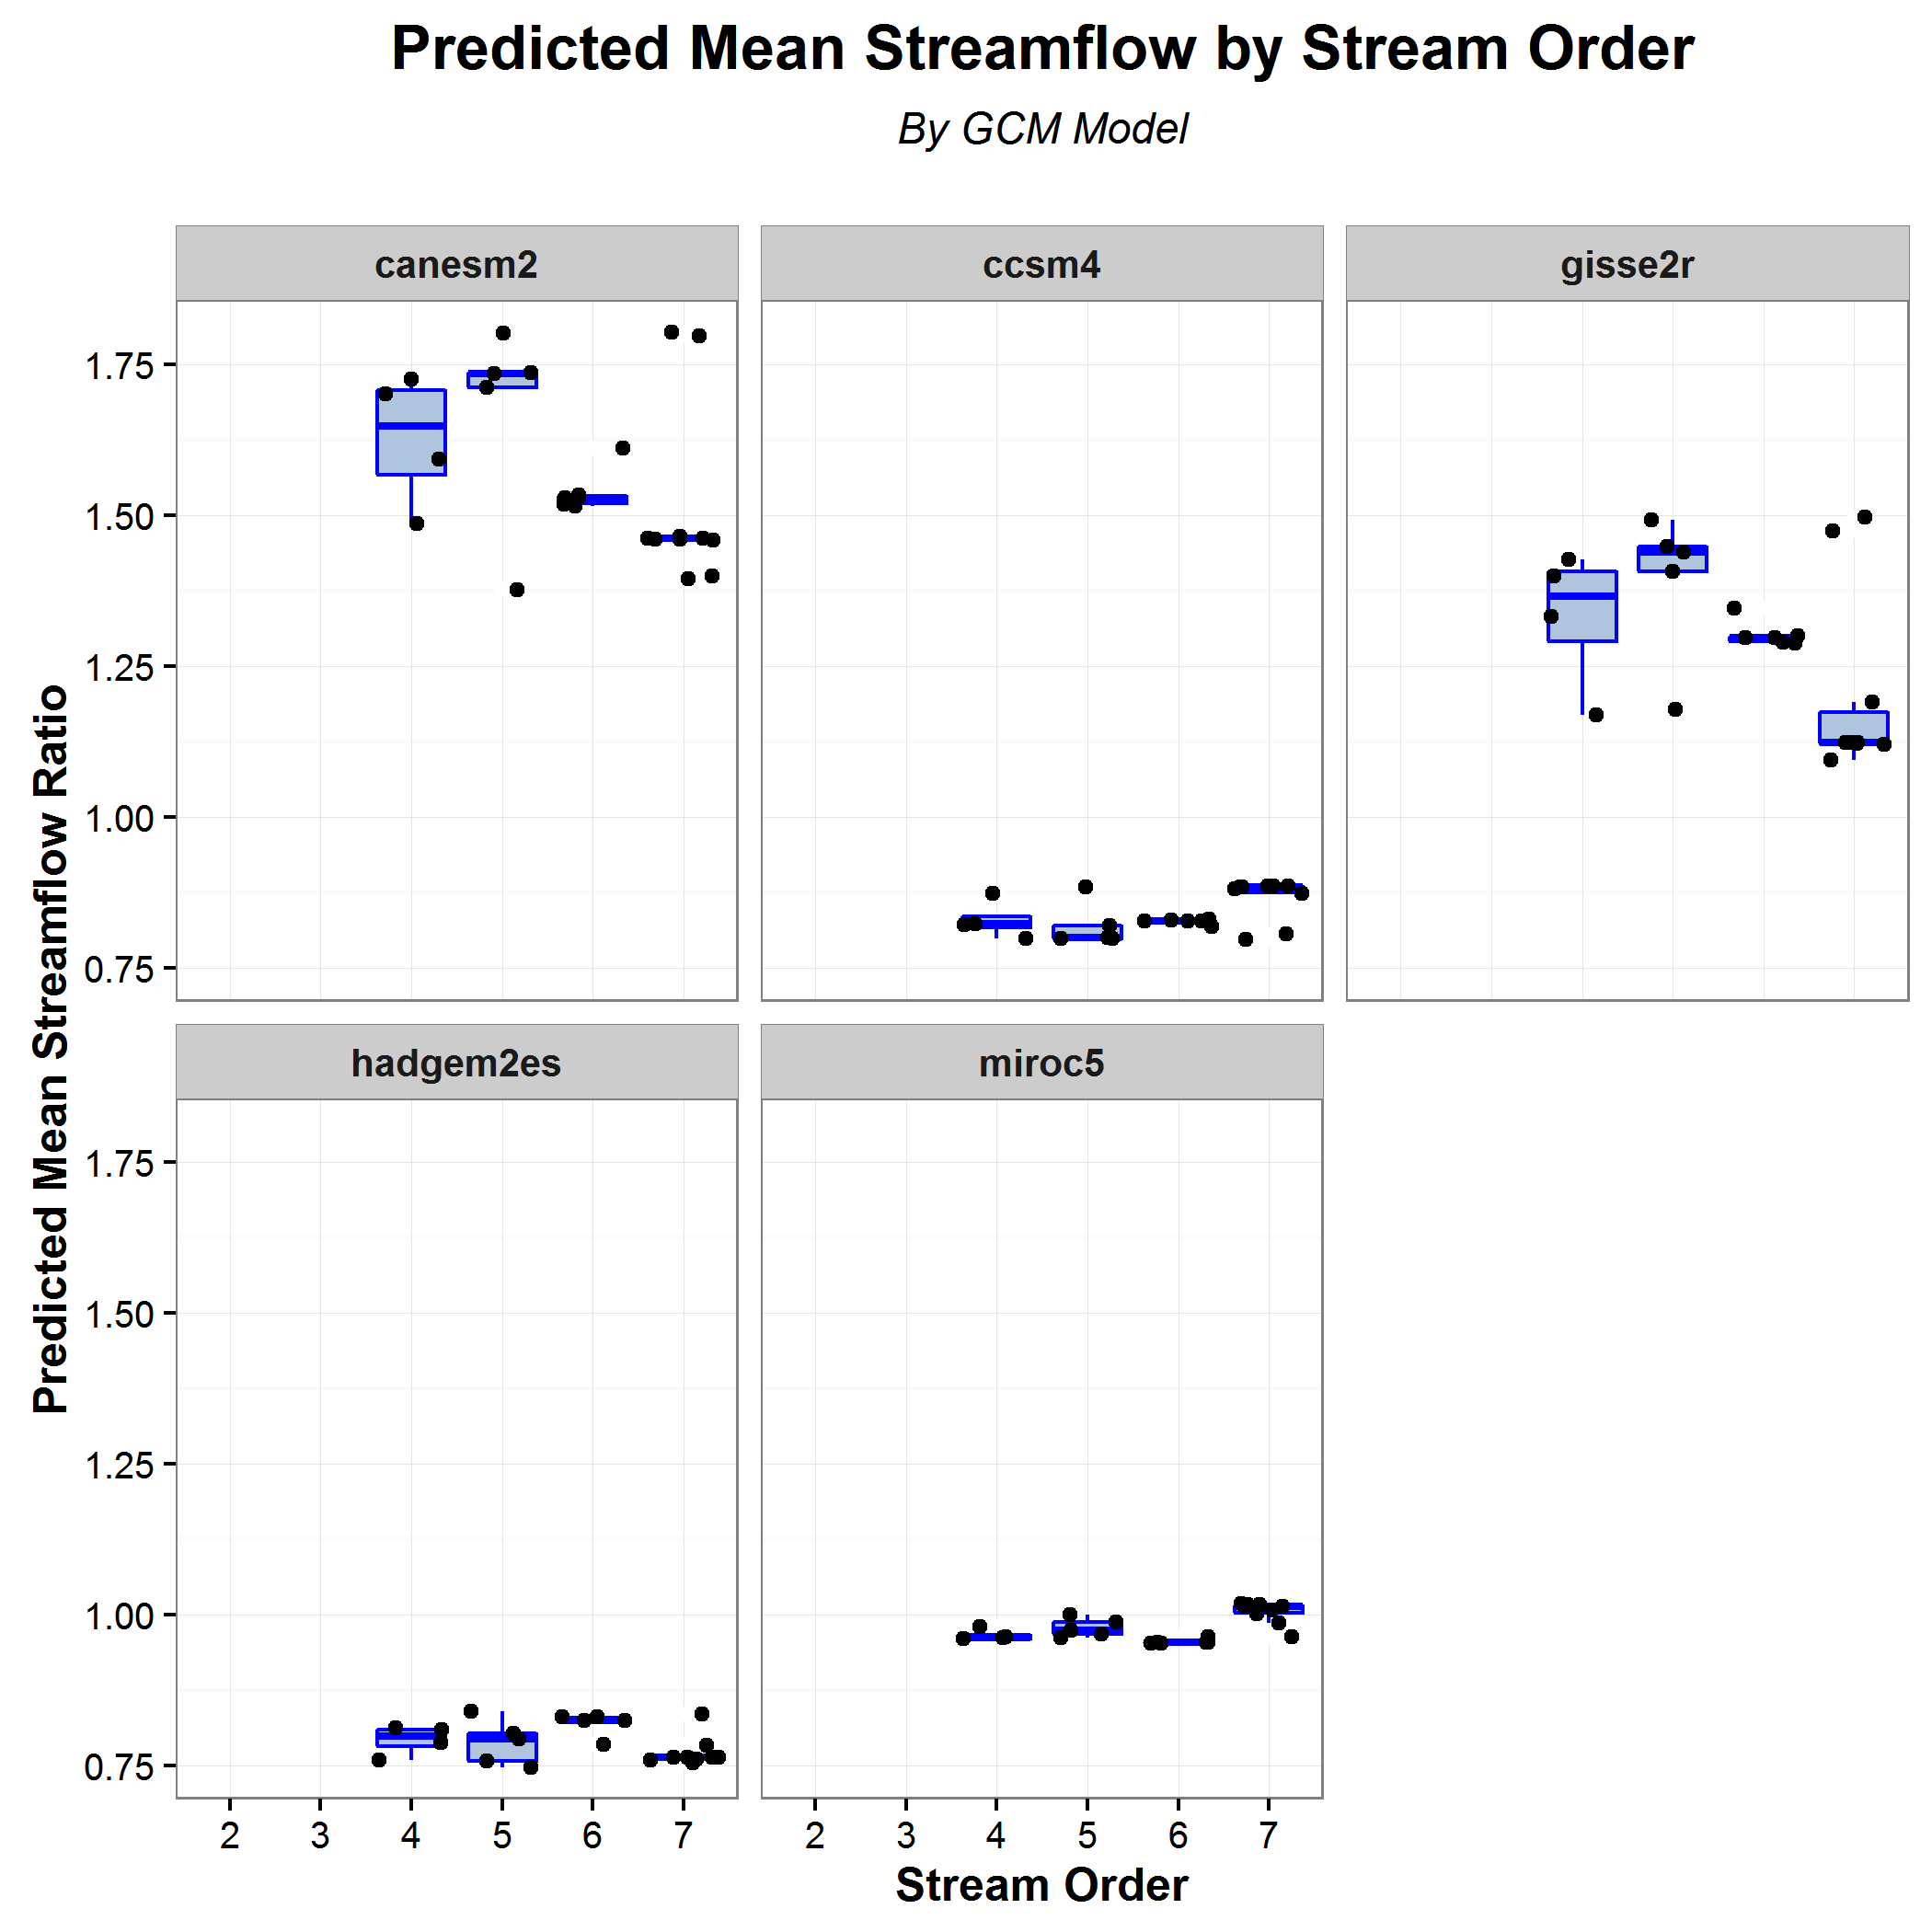 Predicted Mean Streamflow by Stream Order
By GCM Model
canesm2
ccsm4
gisse2r
1.75
1.50
1.25
1.00
0.75
Predicted Mean Streamflow Ratio
hadgem2es
miroc5
1.75
1.50
1.25
1.00
0.75
2 3 4 5 6 7
2 3 4 5 6 7
Stream Order